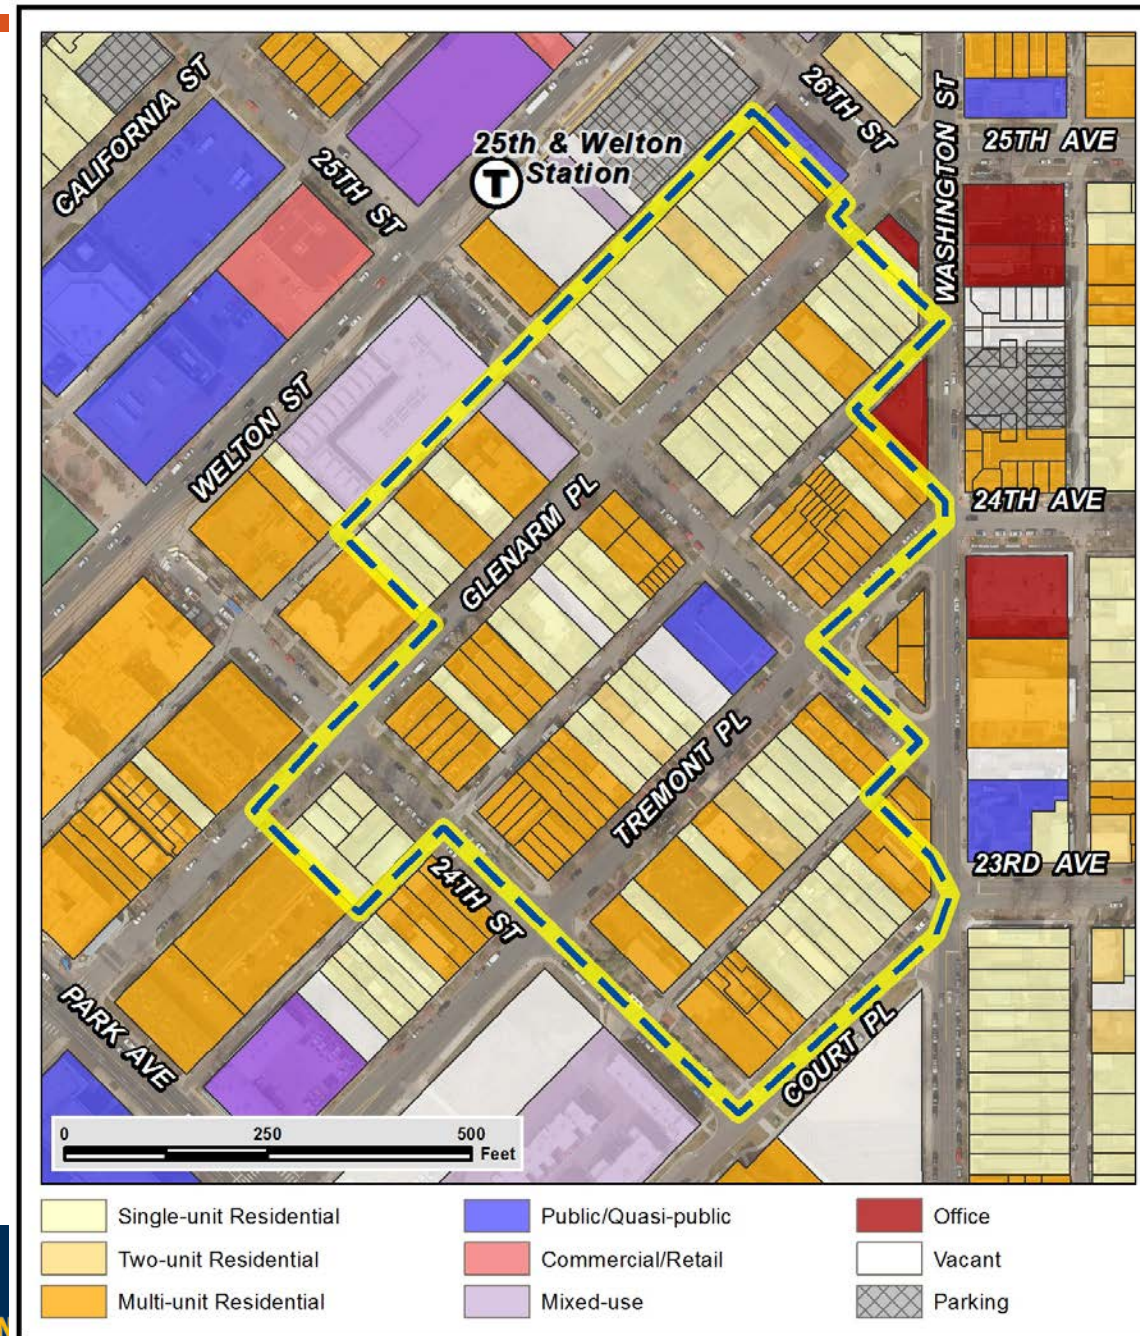 CALIFORNIA ST
25TH ST
25th & Welton
Station
T
26TH ST
WASHINGTON ST
25TH AVE
WELTON ST
GLENARM PL
24TH AVE
TREMONT PL
24TH ST
23RD AVE
PARK AVE
COURT PL
0 250 500
Feet
Single-unit Residential
Public/Quasi-public
Office
Two-unit Residential
Commercial/Retail
Vacant
Multi-unit Residential
Mixed-use
Parking